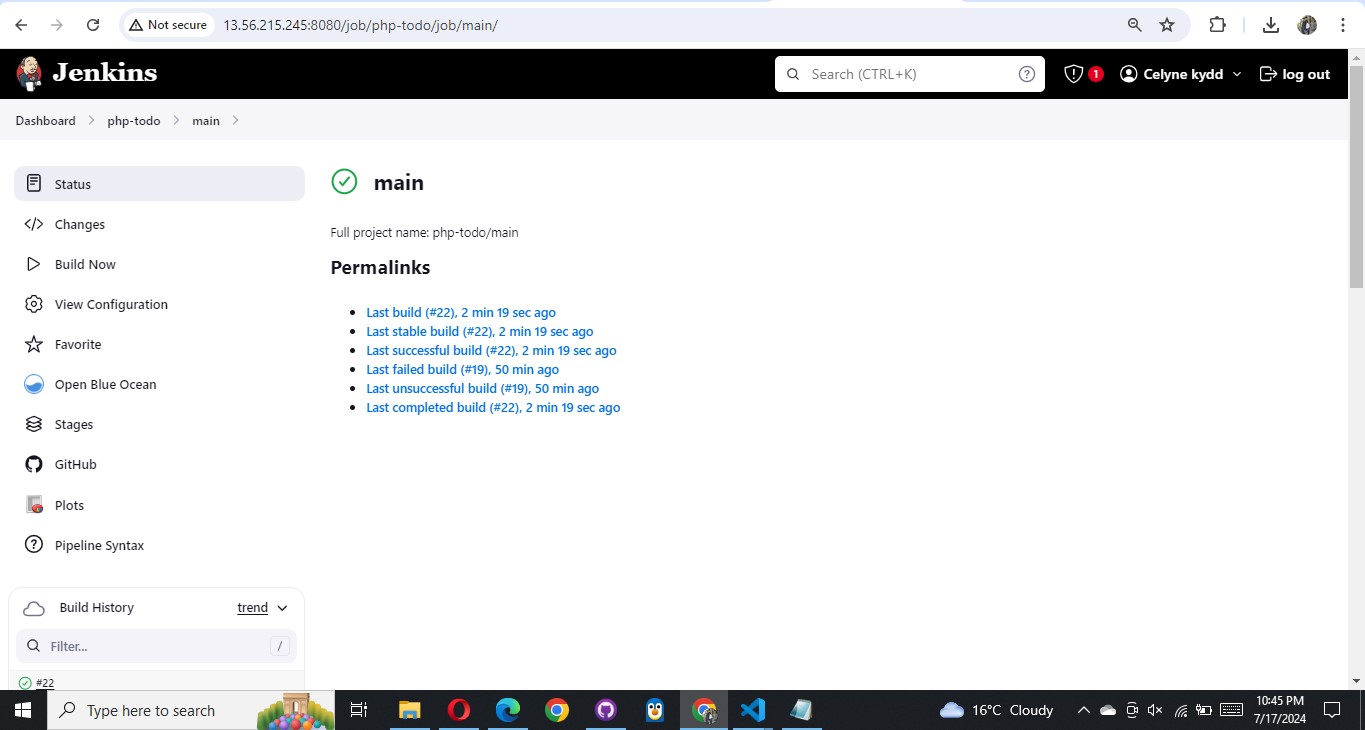 Not secure
13.56.215.245:8080/job/php-todo/job/main/
Jenkins
Search (CTRL+K)
?
1
Celyne kydd
log out
Dashboard
php-todo
main
Status
Changes
Build Now
View Configuration
Favorite
Open Blue Ocean
Stages
GitHub
Plots
Pipeline Syntax
Build History
trend
Filter...
/
#22
main
Full project name: php-todo/main
Permalinks
Last build (#22), 2 min 19 sec ago
Last stable build (#22), 2 min 19 sec ago
Last successful build (#22), 2 min 19 sec ago
Last failed build (#19), 50 min ago
Last unsuccessful build (#19), 50 min ago
Last completed build (#22), 2 min 19 sec ago
Type here to search
16°C Cloudy
10:45 PM
7/17/2024